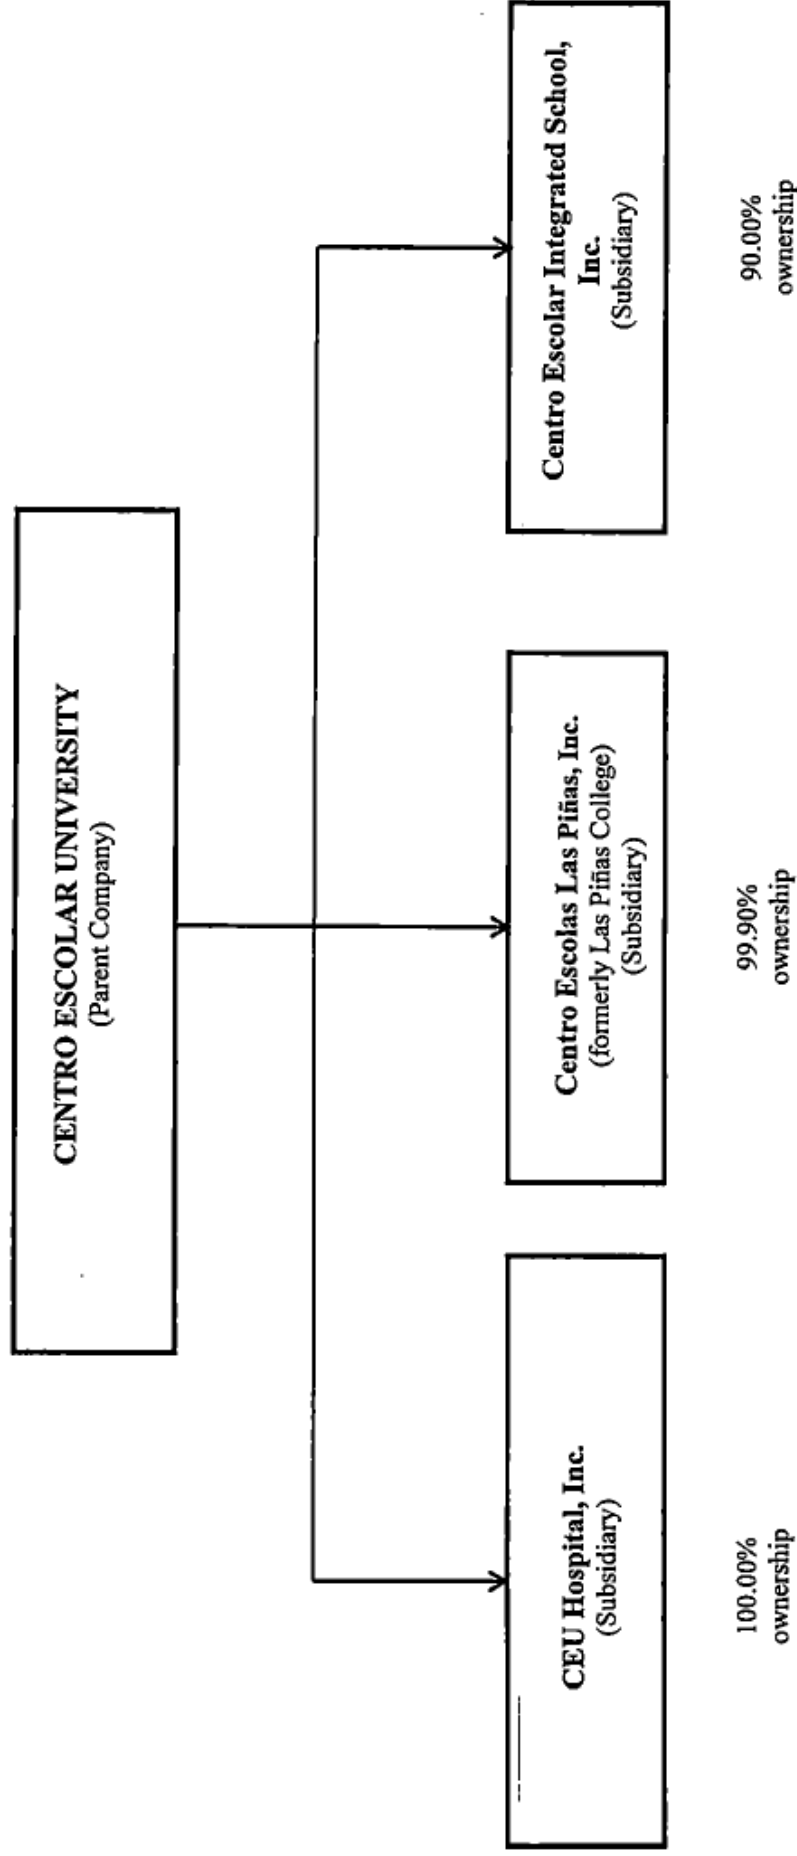 CENTRO ESCOLAR UNIVERSITY
(Parent Company)
CEU Hospital, Inc.
(Subsidiary)
100.00%
ownership
Centro Escolas Las Piñas, Inc.
(formerly Las Piñas College)
(Subsidiary)
99.90%
ownership
Centro Escolar Integrated School,
Inc.
(Subsidiary)
90.00%
ownership